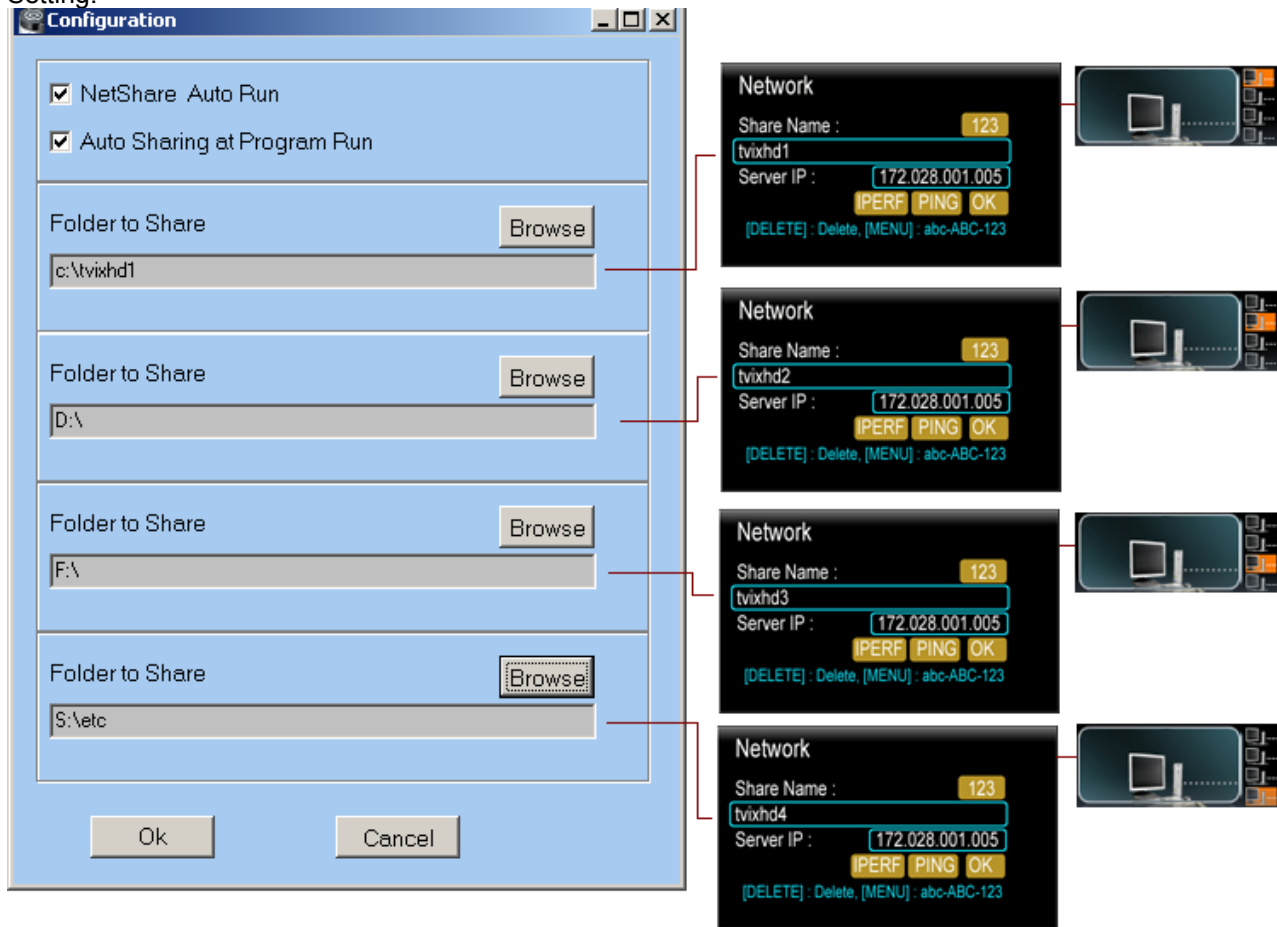 Setting.
Configuration
NetShare Auto Run
Auto Sharing at Program Run
Folder to Share
Browse
c:\tvixhd1
Folder to Share
Browse
D:\
Folder to Share
Browse
F:\
Folder to Share
Browse
S:\etc
Ok
Cancel
Network
Share Name :
123
tvixhd1
Server IP :
172.028.001.005
IPERF PING OK
[DELETE] : Delete, [MENU] : abc-ABC-123
Network
Share Name :
123
tvixhd2
Server IP :
172.028.001.005
IPERF PING OK
[DELETE] : Delete, [MENU] : abc-ABC-123
Network
Share Name :
123
tvixhd3
Server IP :
172.028.001.005
IPERF PING OK
[DELETE] : Delete, [MENU] : abc-ABC-123
Network
Share Name :
123
tvixhd4
Server IP :
172.028.001.005
IPERF PING OK
[DELETE] : Delete, [MENU] : abc-ABC-123